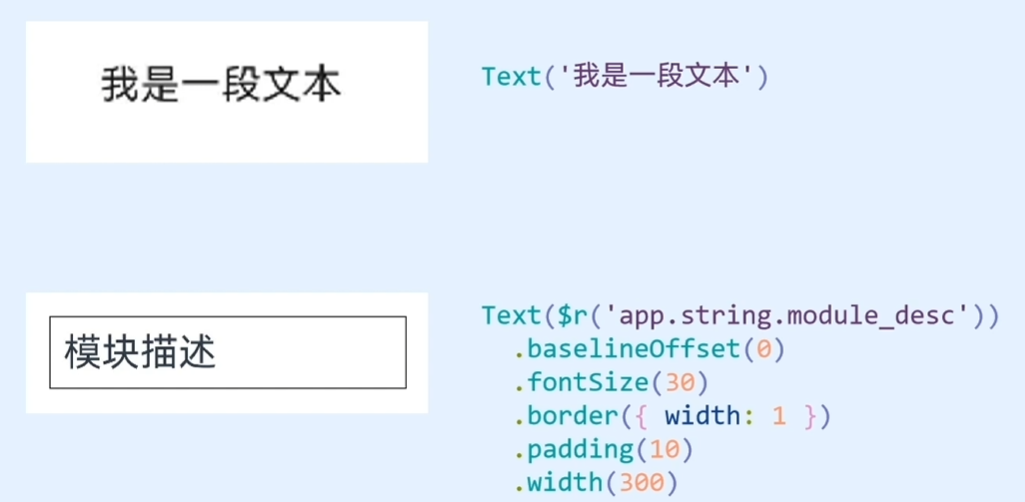 我是一段文本
Text('我是一段文本')
模块描述
Text($r('app.string.module_desc'))
.baselineOffset(0)
.fontSize(30)
.border({ width: 1 })
.padding(10)
.width(300)